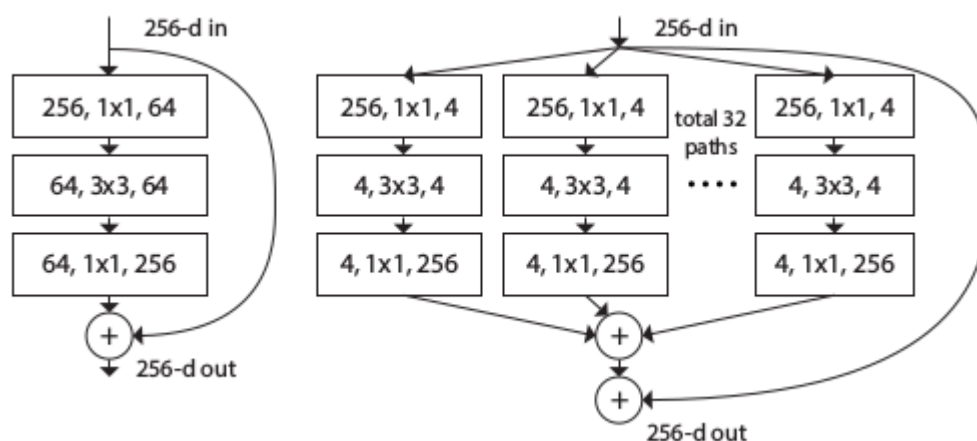 256-d in
256, 1x1, 64
64, 3x3, 64
64, 1x1, 256
+
256-d out
256-d in
256, 1x1, 4
256, 1x1, 4
total 32
paths
256, 1x1, 4
4, 3x3, 4
4, 3x3, 4
....
4, 3x3, 4
4, 1x1, 256
4, 1x1, 256
4, 1x1, 256
+
+
256-d out